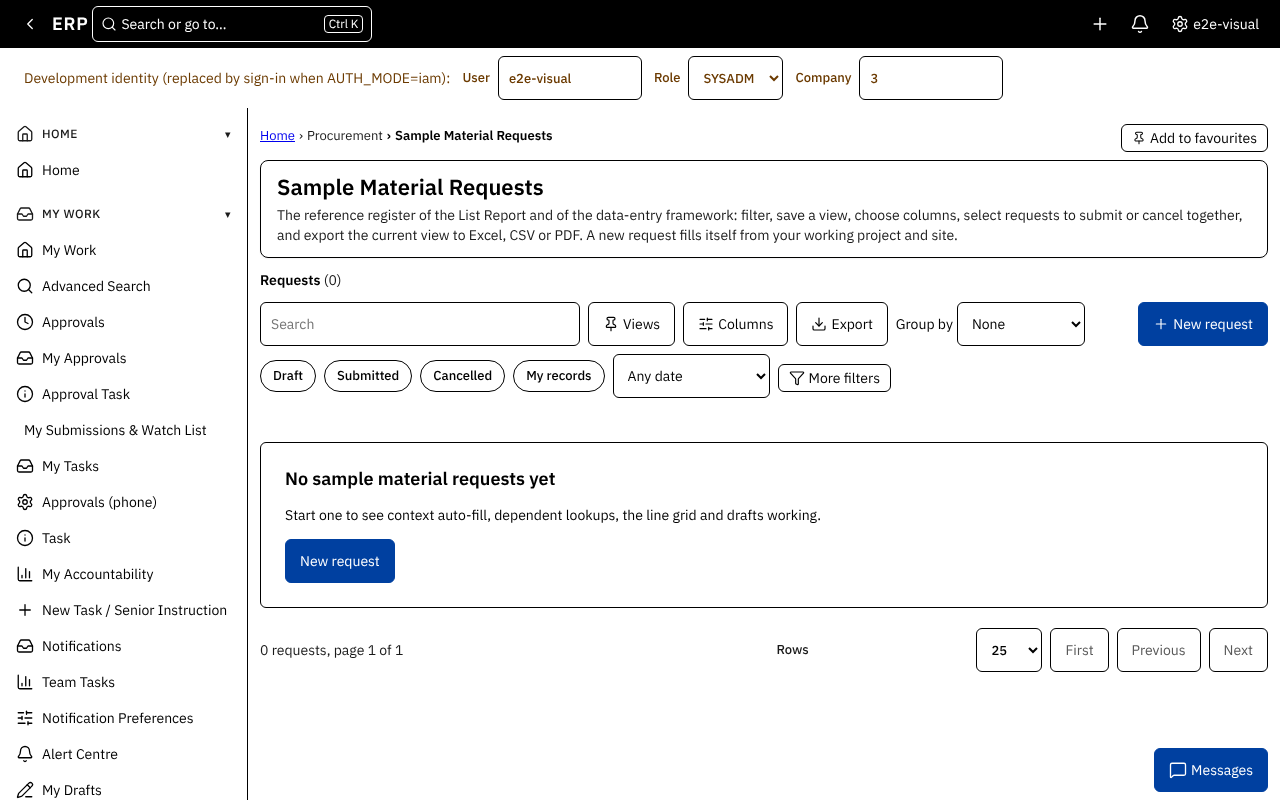 ERP Search or go to... Ctrl K e2e-visual
Development identity (replaced by sign-in when AUTH_MODE=iam): User e2e-visual Role SYSADM Company 3
HOME
Home
MY WORK
My Work
Advanced Search
Approvals
My Approvals
Approval Task
My Submissions & Watch List
My Tasks
Approvals (phone)
Task
My Accountability
New Task / Senior Instruction
Notifications
Team Tasks
Notification Preferences
Alert Centre
My Drafts
Home › Procurement › Sample Material Requests
Add to favourites
Sample Material Requests
The reference register of the List Report and of the data-entry framework: filter, save a view, choose columns, select requests to submit or cancel together,
and export the current view to Excel, CSV or PDF. A new request fills itself from your working project and site.
Requests (0)
Search Views Columns Export Group by None New request
Draft Submitted Cancelled My records Any date More filters
No sample material requests yet
Start one to see context auto-fill, dependent lookups, the line grid and drafts working.
New request
0 requests, page 1 of 1 Rows 25 First Previous Next
Messages